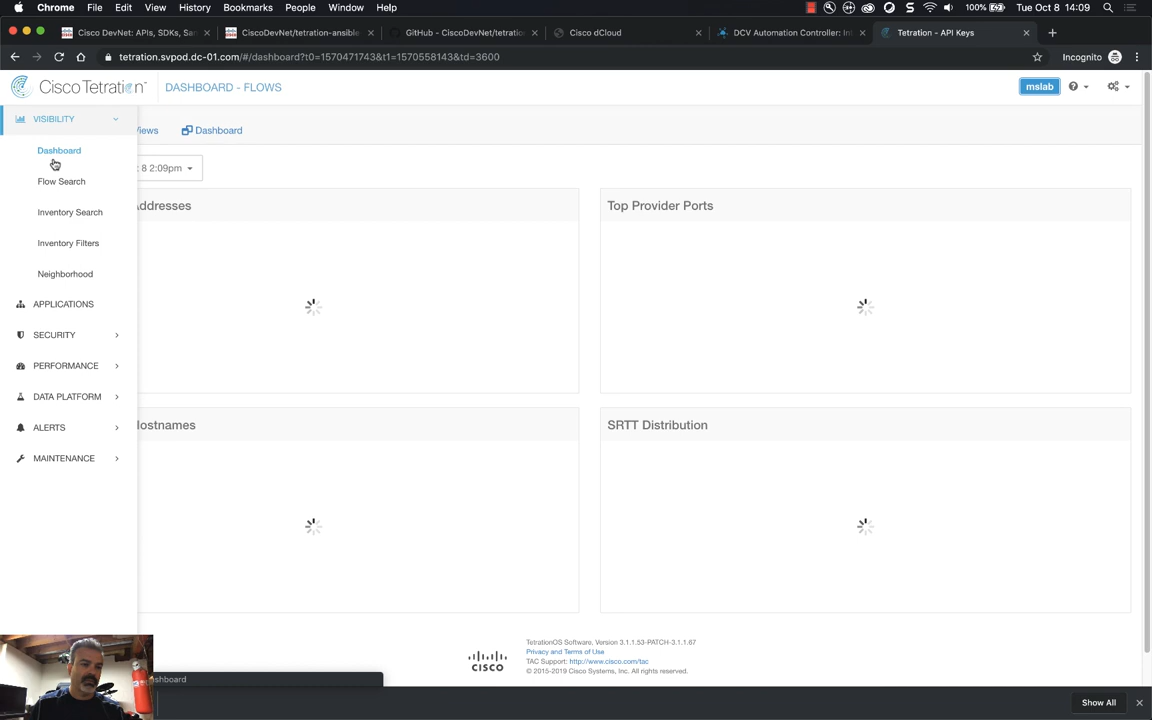 Chrome File Edit View History Bookmarks People Window Help 100% Tue Oct 8 14:09
Cisco DevNet: APIs, SDKs, San
CiscoDevNet/tetration-ansible
GitHub - CiscoDevNet/tetratio
Cisco dCloud
DCV Automation Controller: Int
Tetration - API Keys
tetration.svpod.dc-01.com/#/dashboard?t0=1570471743&t1=1570558143&td=3600 Incognito
Cisco Tetration™ DASHBOARD - FLOWS mslab
VISIBILITY
iews Dashboard
Dashboard
8 2:09pm
Flow Search
Inventory Search
Inventory Filters
Neighborhood
APPLICATIONS
SECURITY
PERFORMANCE
DATA PLATFORM
ALERTS
MAINTENANCE
Addresses
Top Provider Ports
Hostnames
SRTT Distribution
CISCO
TetrationOS Software, Version 3.1.1.53-PATCH-3.1.1.67
Privacy and Terms of Use
TAC Support: http://www.cisco.com/tac
© 2015-2019 Cisco Systems, Inc. All rights reserved.
shboard
Show All